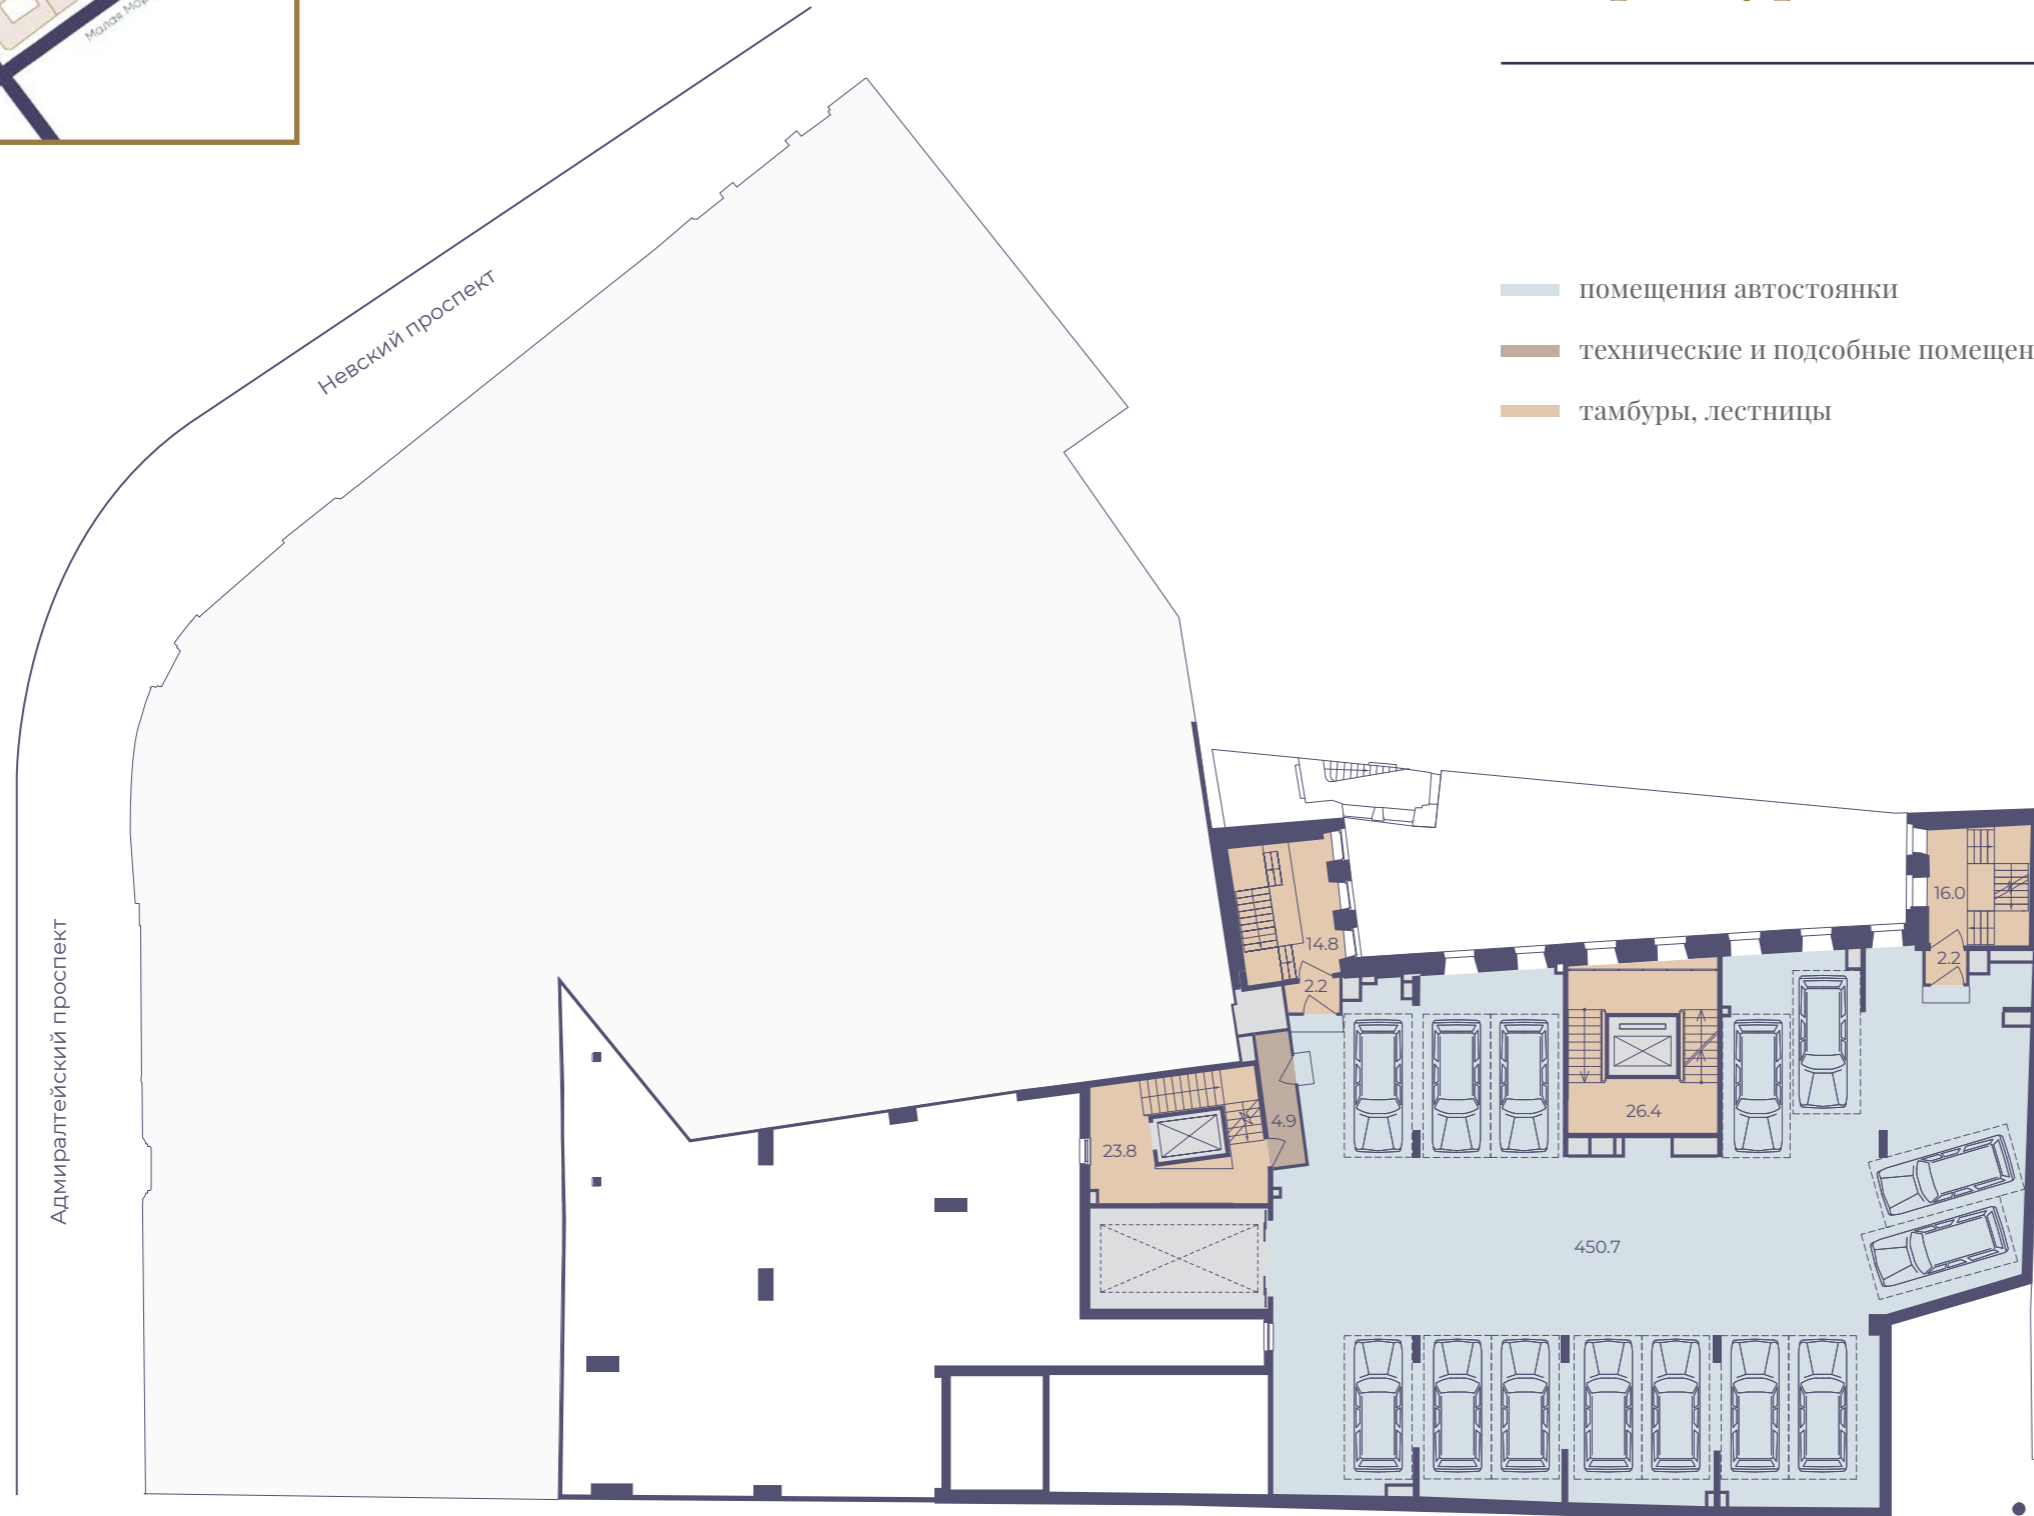 Малая
Невский проспект
помещения автостоянки
технические и подсобные
тамбуры, лестницы
Адмиралтейский проспект
16.0
14.8
2.2
2.2
26.4
4.9
23.8
450.7